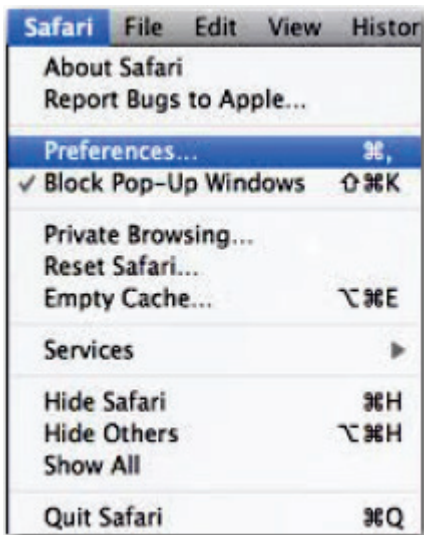 Safari File Edit View Histor
About Safari
Report Bugs to Apple...
Preferences... ⌘,
✓ Block Pop-Up Windows ⇧⌘K
Private Browsing...
Reset Safari...
Empty Cache... ⌥⌘E
Services ▶
Hide Safari ⌘H
Hide Others ⌥⌘H
Show All
Quit Safari ⌘Q